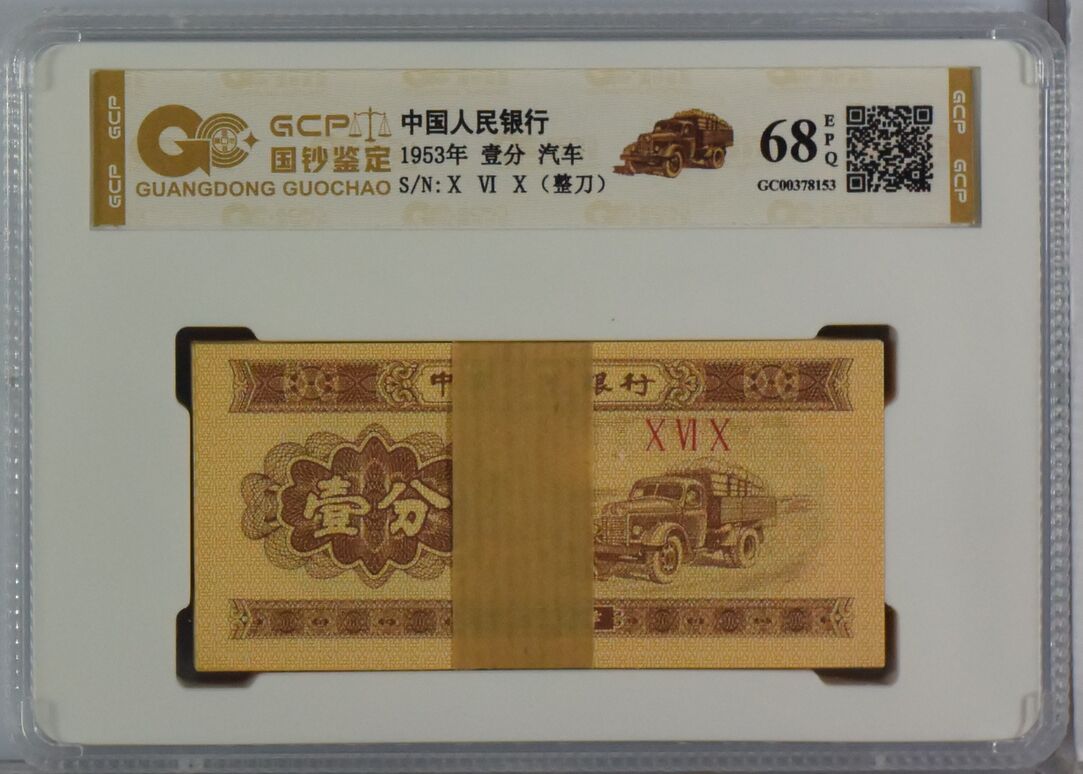 GCP GCP
GCP
国钞鉴定
GUANGDONG GUOCHAO
中国人民银行
1953年 壹分 汽车
S/N: X VI X（整刀）
68 EPQ
GC00378153
GCP GCP
中 银行
X VI X
壹分